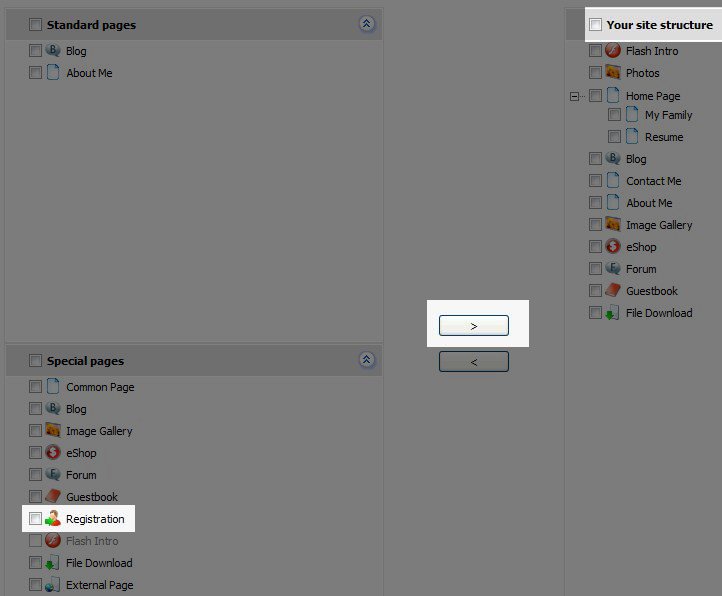 Standard pages
Blog
About Me
Special pages
Common Page
Blog
Image Gallery
eShop
Forum
Guestbook
Registration
Flash Intro
File Download
External Page
>
<
Your site structure
Flash Intro
Photos
Home Page
My Family
Resume
Blog
Contact Me
About Me
Image Gallery
eShop
Forum
Guestbook
File Download